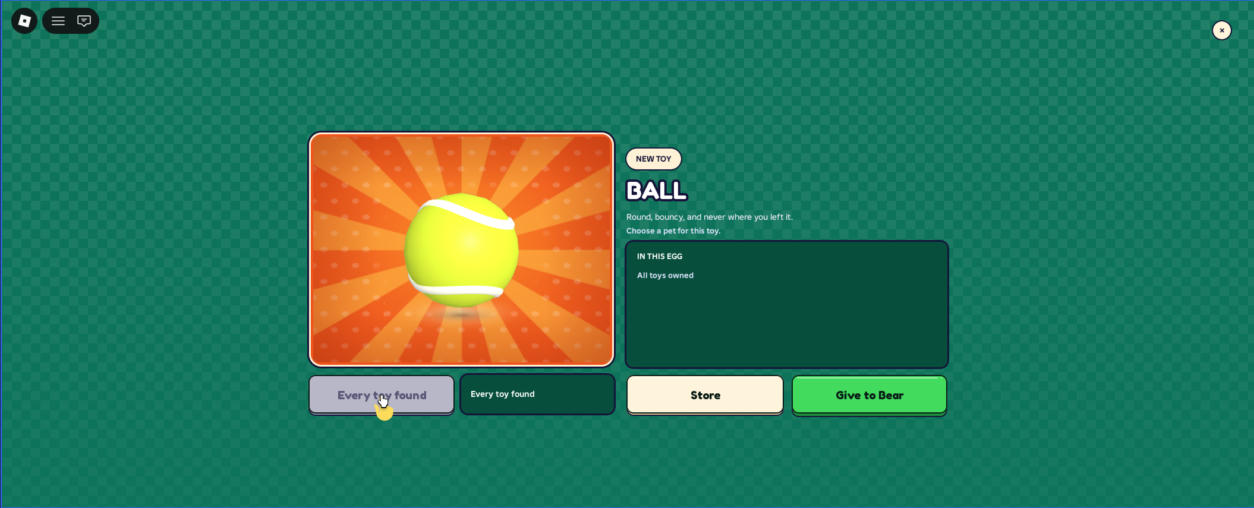 NEW TOY
BALL
Round, bouncy, and never where you left it.
Choose a pet for this toy.
IN THIS EGG
All toys owned
Every toy found
Every toy found
Store
Give to Bear